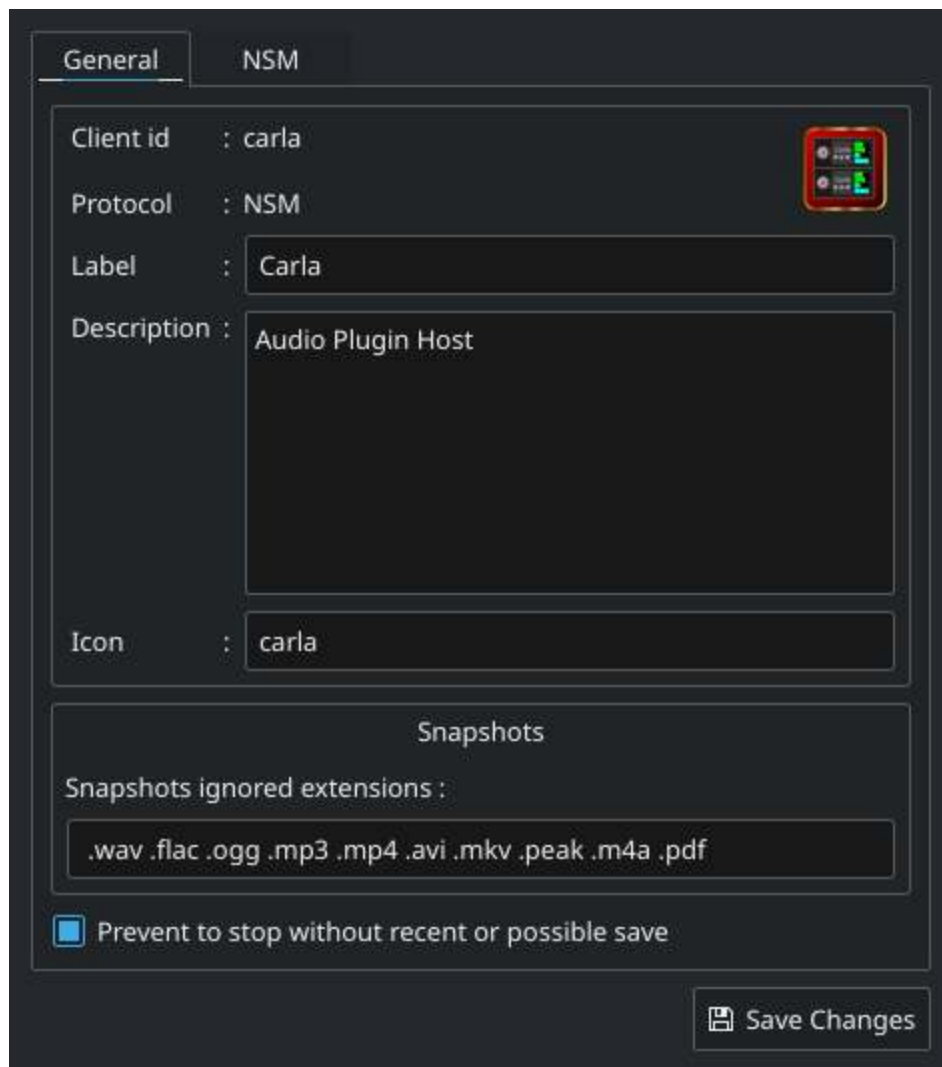 General
NSM
Client id : carla
Protocol : NSM
Label : Carla
Description : Audio Plugin Host
Icon : carla
Snapshots
Snapshots ignored extensions :
.wav .flac .ogg .mp3 .mp4 .avi .mkv .peak .m4a .pdf
Prevent to stop without recent or possible save
Save Changes